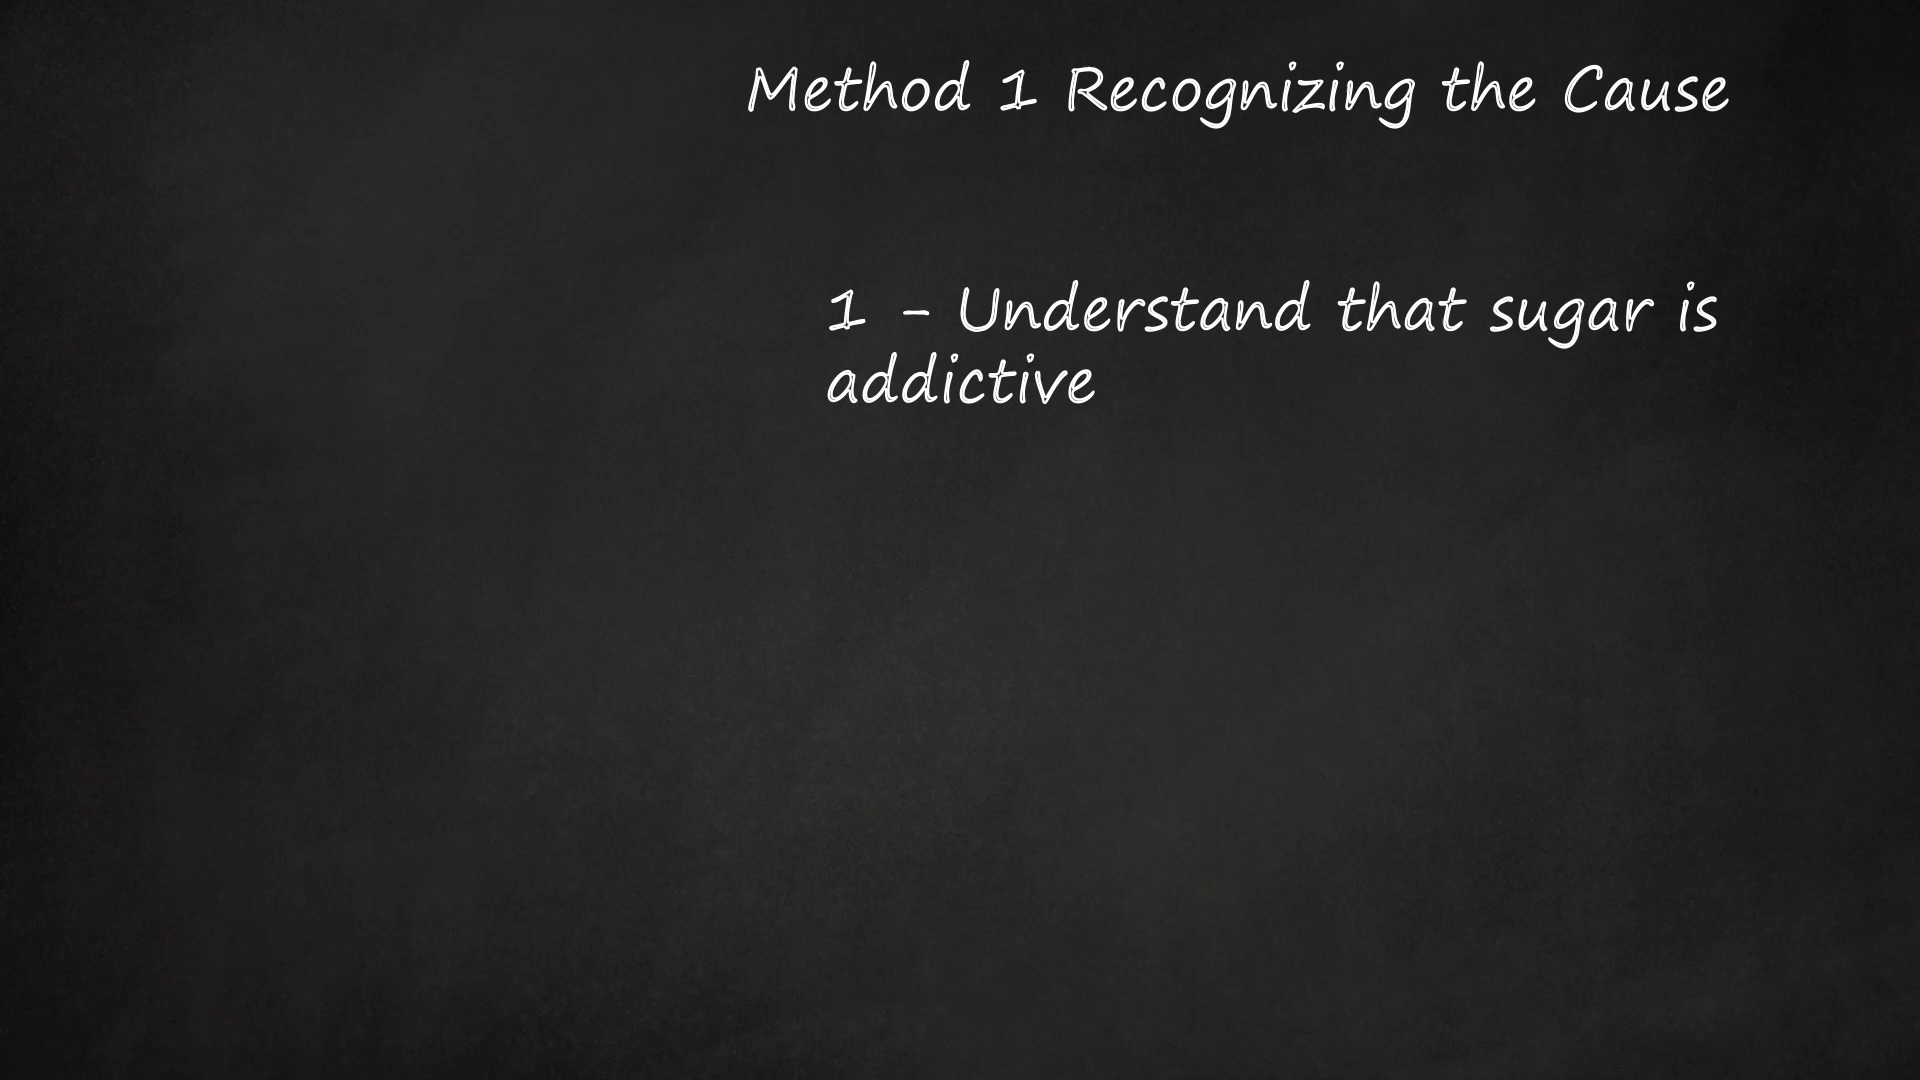 Method 1 Recognizing the Cause
1 - Understand that sugar is
addictive